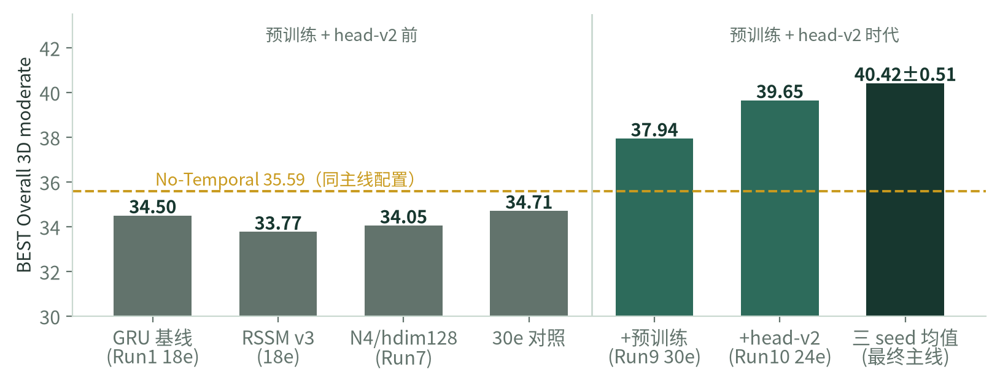 预训练 + head-v2 前
预训练 + head-v2 时代
BEST Overall 3D moderate
42
40
38
36
34
32
30
No-Temporal 35.59（同主线配置）
34.50
33.77
34.05
34.71
37.94
39.65
40.42±0.51
GRU 基线
(Run1 18e)
RSSM v3
(18e)
N4/hdim128
(Run7)
30e 对照
+预训练
(Run9 30e)
+head-v2
(Run10 24e)
三 seed 均值
(最终主线)